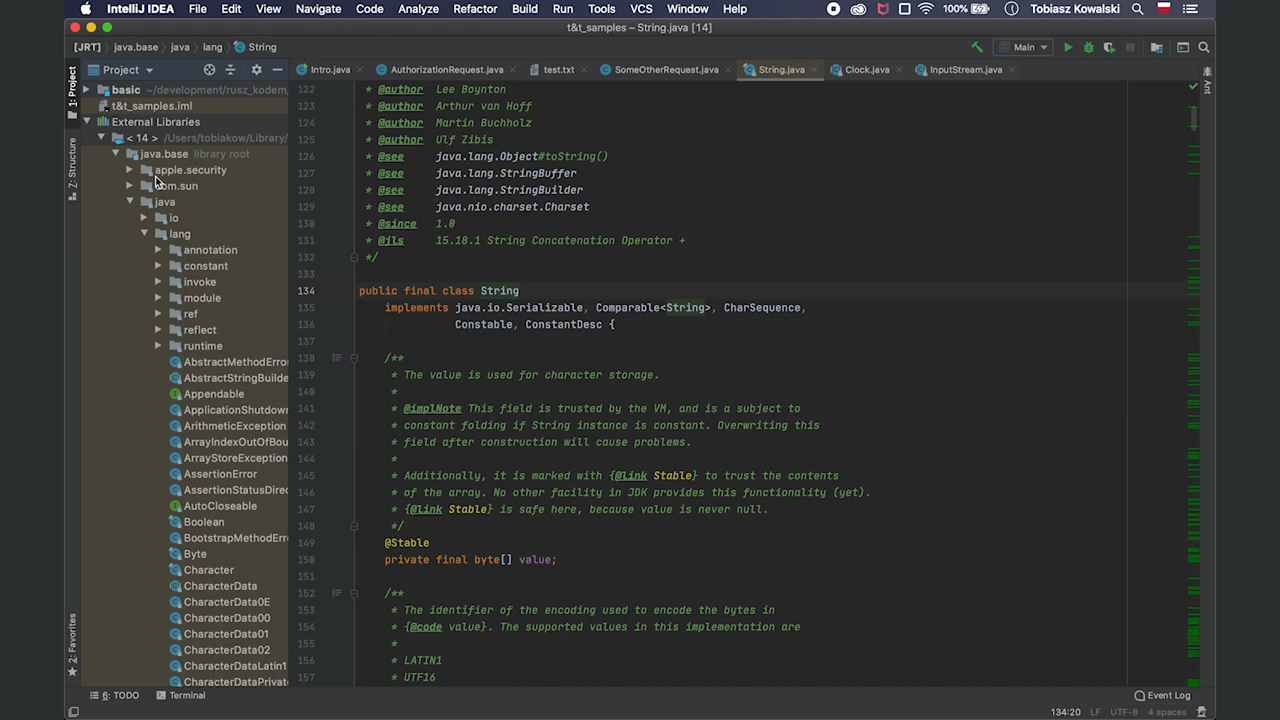 IntelliJ IDEA File Edit View Navigate Code Analyze Refactor Build Run Tools VCS Window Help 100% Tobiasz Kowalski
t&t_samples – String.java [14]
[JRT] java.base java lang String Main
Project
Intro.java AuthorizationRequest.java test.txt SomeOtherRequest.java String.java Clock.java InputStream.java
1: Project
Z: Structure
2: Favorites
Ant
basic ~/development/rusz_kodem,
t&t_samples.iml
External Libraries
< 14 > /Users/tobiakow/Library/
java.base library root
apple.security
com.sun
java
io
lang
annotation
constant
invoke
module
ref
reflect
runtime
AbstractMethodError
AbstractStringBuilde
Appendable
ApplicationShutdown
ArithmeticException
ArrayIndexOutOfBou
ArrayStoreException
AssertionError
AssertionStatusDirec
AutoCloseable
Boolean
BootstrapMethodErro
Byte
Character
CharacterData
CharacterData0E
CharacterData00
CharacterData01
CharacterData02
CharacterDataLatin1
CharacterDataPrivate
122 * @author Lee Boynton
123 * @author Arthur van Hoff
124 * @author Martin Buchholz
125 * @author Ulf Zibis
126 * @see java.lang.Object#toString()
127 * @see java.lang.StringBuffer
128 * @see java.lang.StringBuilder
129 * @see java.nio.charset.Charset
130 * @since 1.0
131 * @jls 15.18.1 String Concatenation Operator +
132 */
133
134 public final class String
135 implements java.io.Serializable, Comparable<String>, CharSequence,
136 Constable, ConstantDesc {
137
138 /**
139 * The value is used for character storage.
140 *
141 * @implNote This field is trusted by the VM, and is a subject to
142 * constant folding if String instance is constant. Overwriting this
143 * field after construction will cause problems.
144 *
145 * Additionally, it is marked with {@link Stable} to trust the contents
146 * of the array. No other facility in JDK provides this functionality (yet).
147 * {@link Stable} is safe here, because value is never null.
148 */
149 @Stable
150 private final byte[] value;
151
152 /**
153 * The identifier of the encoding used to encode the bytes in
154 * {@code value}. The supported values in this implementation are
155 *
156 * LATIN1
157 * UTF16
6: TODO Terminal Event Log
134:20 LF UTF-8 4 spaces